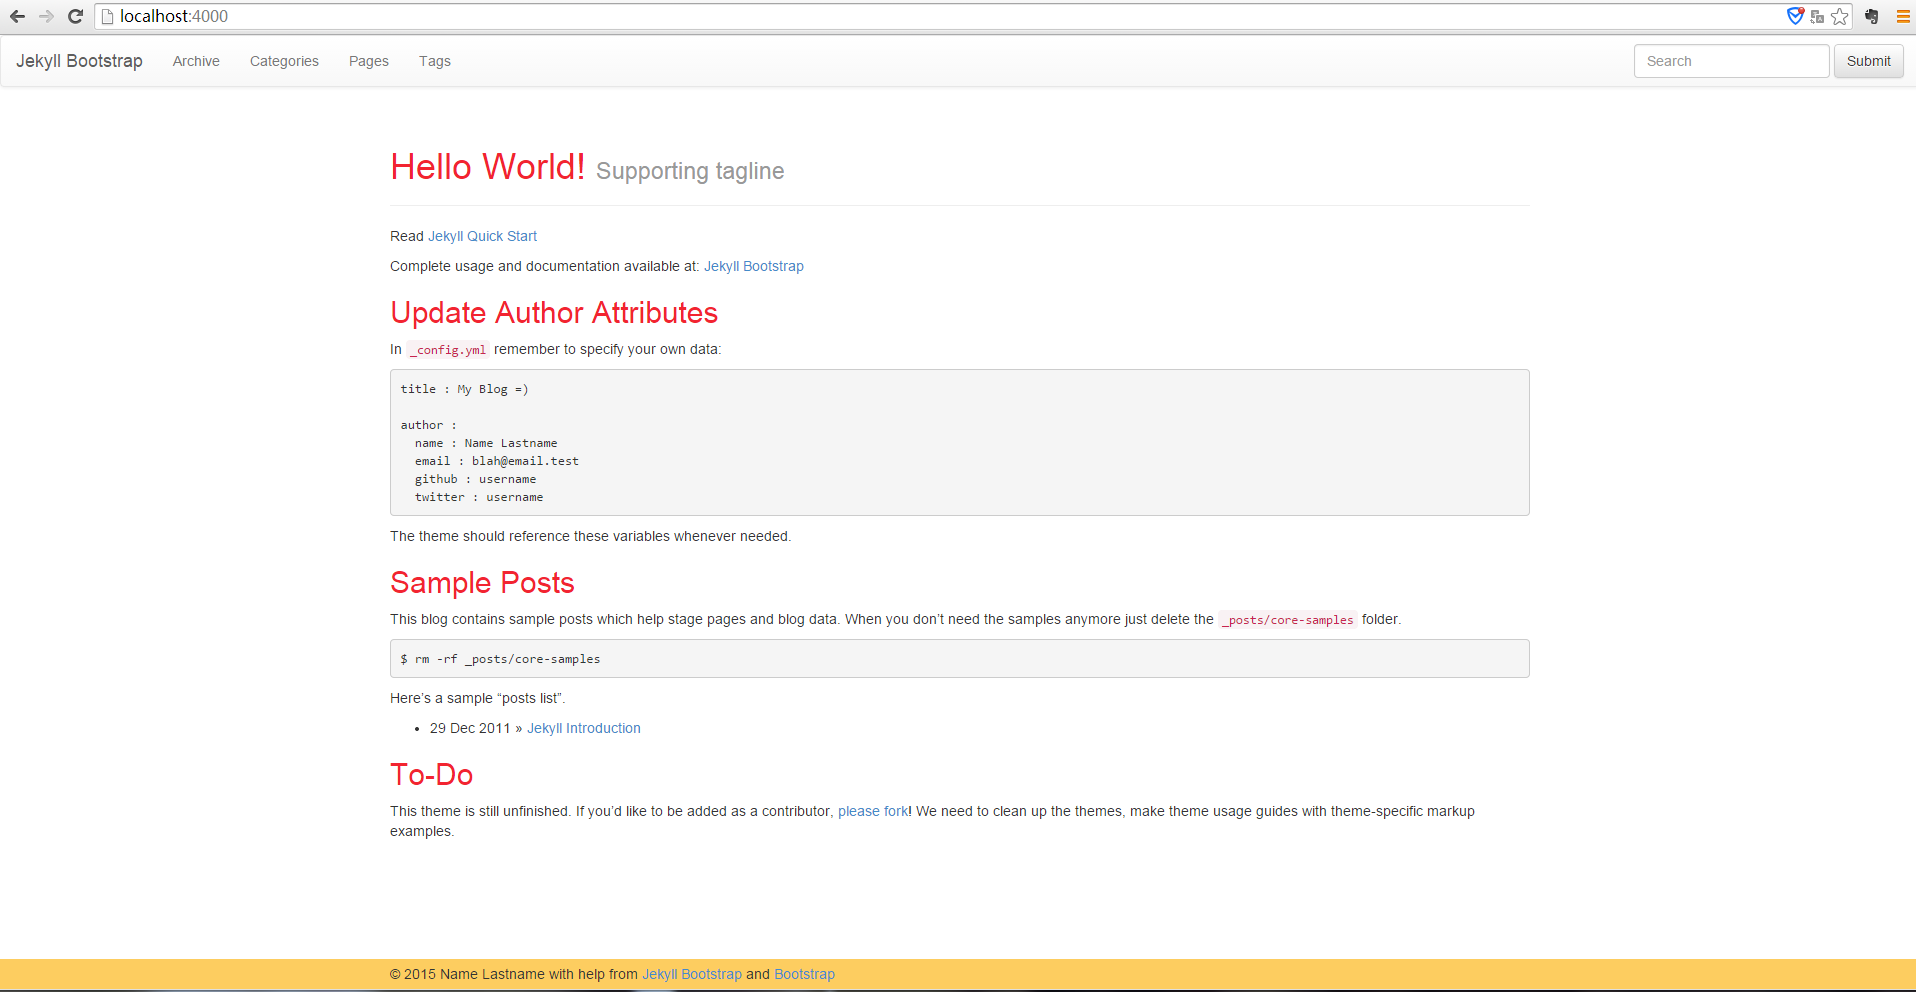 localhost:4000
Jekyll Bootstrap Archive Categories Pages Tags Search Submit
Hello World! Supporting tagline
Read Jekyll Quick Start
Complete usage and documentation available at: Jekyll Bootstrap
Update Author Attributes
In _config.yml remember to specify your own data:
title : My Blog =)
author :
name : Name Lastname
email : blah@email.test
github : username
twitter : username
The theme should reference these variables whenever needed.
Sample Posts
This blog contains sample posts which help stage pages and blog data. When you don’t need the samples anymore just delete the _posts/core-samples folder.
$ rm -rf _posts/core-samples
Here’s a sample “posts list”.
• 29 Dec 2011 » Jekyll Introduction
To-Do
This theme is still unfinished. If you’d like to be added as a contributor, please fork! We need to clean up the themes, make theme usage guides with theme-specific markup
examples.
© 2015 Name Lastname with help from Jekyll Bootstrap and Bootstrap